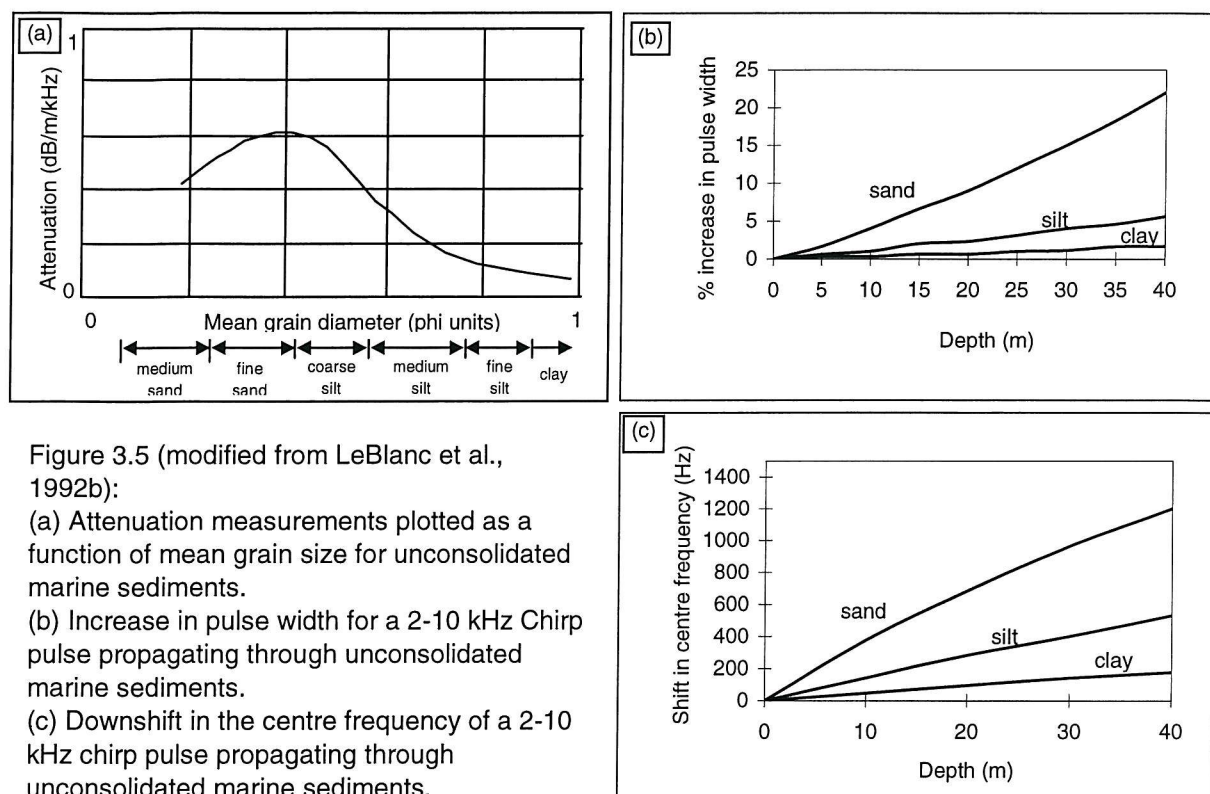 (a)
1
Attenuation (dB/m/kHz)
0
0 Mean grain diameter (phi units) 1
medium sand
fine sand
coarse silt
medium silt
fine silt
clay
(b)
% increase in pulse width
25
20
15
10
5
0
sand
silt
clay
0 5 10 15 20 25 30 35 40
Depth (m)
Figure 3.5 (modified from LeBlanc et al.,
1992b):
(a) Attenuation measurements plotted as a
function of mean grain size for unconsolidated
marine sediments.
(b) Increase in pulse width for a 2-10 kHz Chirp
pulse propagating through unconsolidated
marine sediments.
(c) Downshift in the centre frequency of a 2-10
kHz chirp pulse propagating through
unconsolidated marine sediments.
(c)
Shift in centre frequency (Hz)
1400
1200
1000
800
600
400
200
0
sand
silt
clay
0 10 20 30 40
Depth (m)